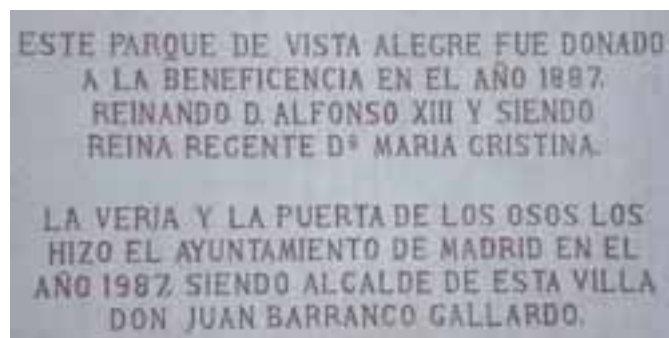 ESTE PARQUE DE VISTA ALEGRE FUE DONADO
A LA BENEFICENCIA EN EL AÑO 1887.
REINANDO D. ALFONSO XIII Y SIENDO
REINA REGENTE Dª MARIA CRISTINA.
LA VERJA Y LA PUERTA DE LOS OSOS LOS
HIZO EL AYUNTAMIENTO DE MADRID EN EL
AÑO 1987. SIENDO ALCALDE DE ESTA VILLA
DON JUAN BARRANCO GALLARDO.